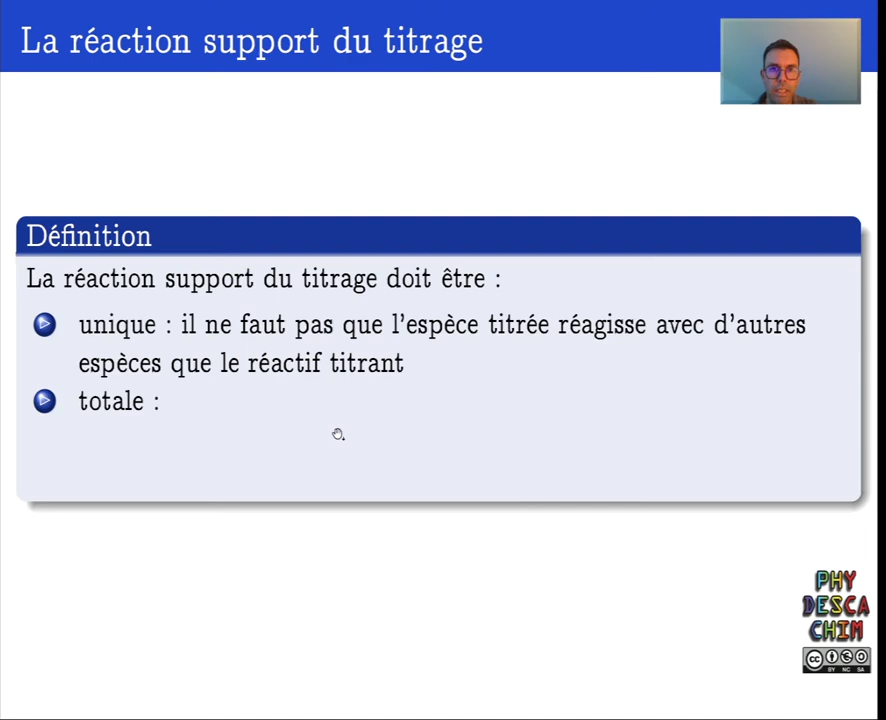 La réaction support du titrage
Définition
La réaction support du titrage doit être :
unique : il ne faut pas que l'espèce titrée réagisse avec d'autres
espèces que le réactif titrant
totale :
PHY
DESCA
CHIM
cc
BY NC SA